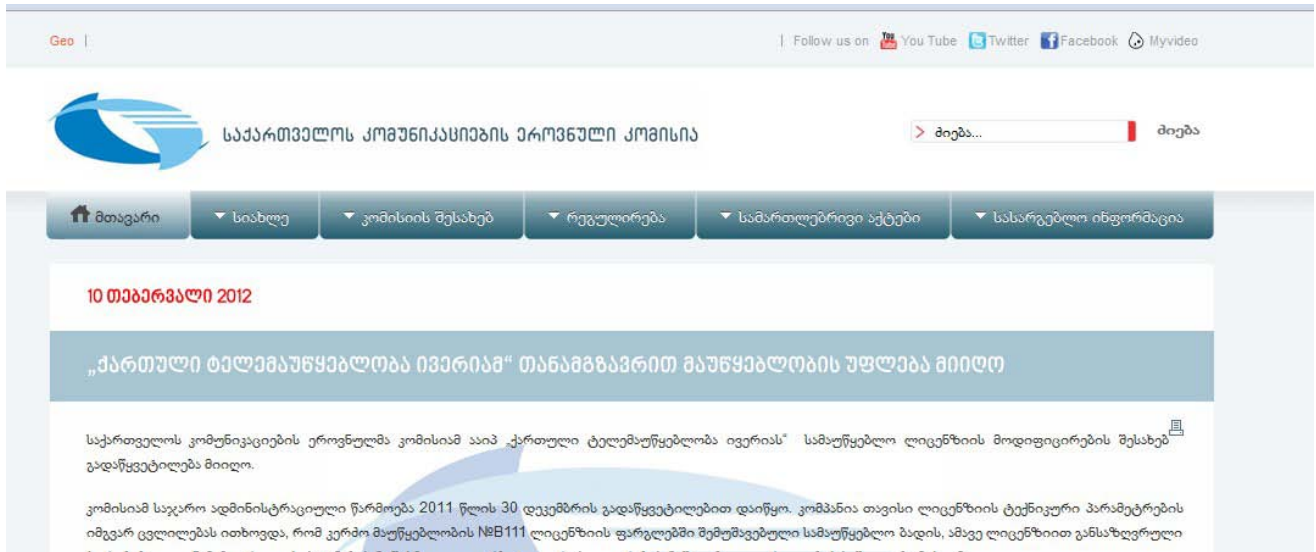 Geo |
| Follow us on You Tube Twitter Facebook Myvideo
საქართველოს კომუნიკაციების ეროვნული კომისია
> ძიება... ძიება
მთავარი სიახლე კომისიის შესახებ რეგულირება სამართლებრივი აქტები სასარგებლო ინფორმაცია
10 თებერვალი 2012
„ქართული ტელემაუწყებლობა ივერიამ“ თანამგზავრით მაუწყებლობის უფლება მიიღო
საქართველოს კომუნიკაციების ეროვნულმა კომისიამ ააიპ „ქართული ტელემაუწყებლობა ივერიას“ სამაუწყებლო ლიცენზიის მოდიფიცირების შესახებ
გადაწყვეტილება მიიღო.
კომისიამ საჯარო ადმინისტრაციული წარმოება 2011 წლის 30 დეკემბრის გადაწყვეტილებით დაიწყო. კომპანია თავისი ლიცენზიის ტექნიკური პარამეტრების
იმგვარ ცვლილებას ითხოვდა, რომ კერძო მაუწყებლობის №B111 ლიცენზიის ფარგლებში შემუშავებული სამაუწყებლო ბადის, ამავე ლიცენზიით განსაზღვრული